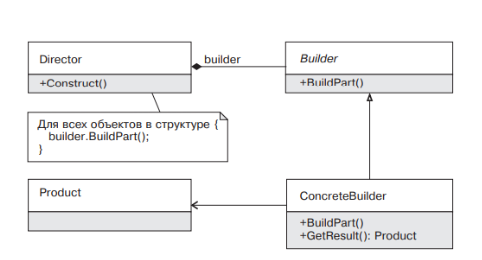 Director
builder
Builder
+Construct()
+BuildPart()
Для всех объектов в структуре {
builder.BuildPart();
}
Product
ConcreteBuilder
+BuildPart()
+GetResult(): Product